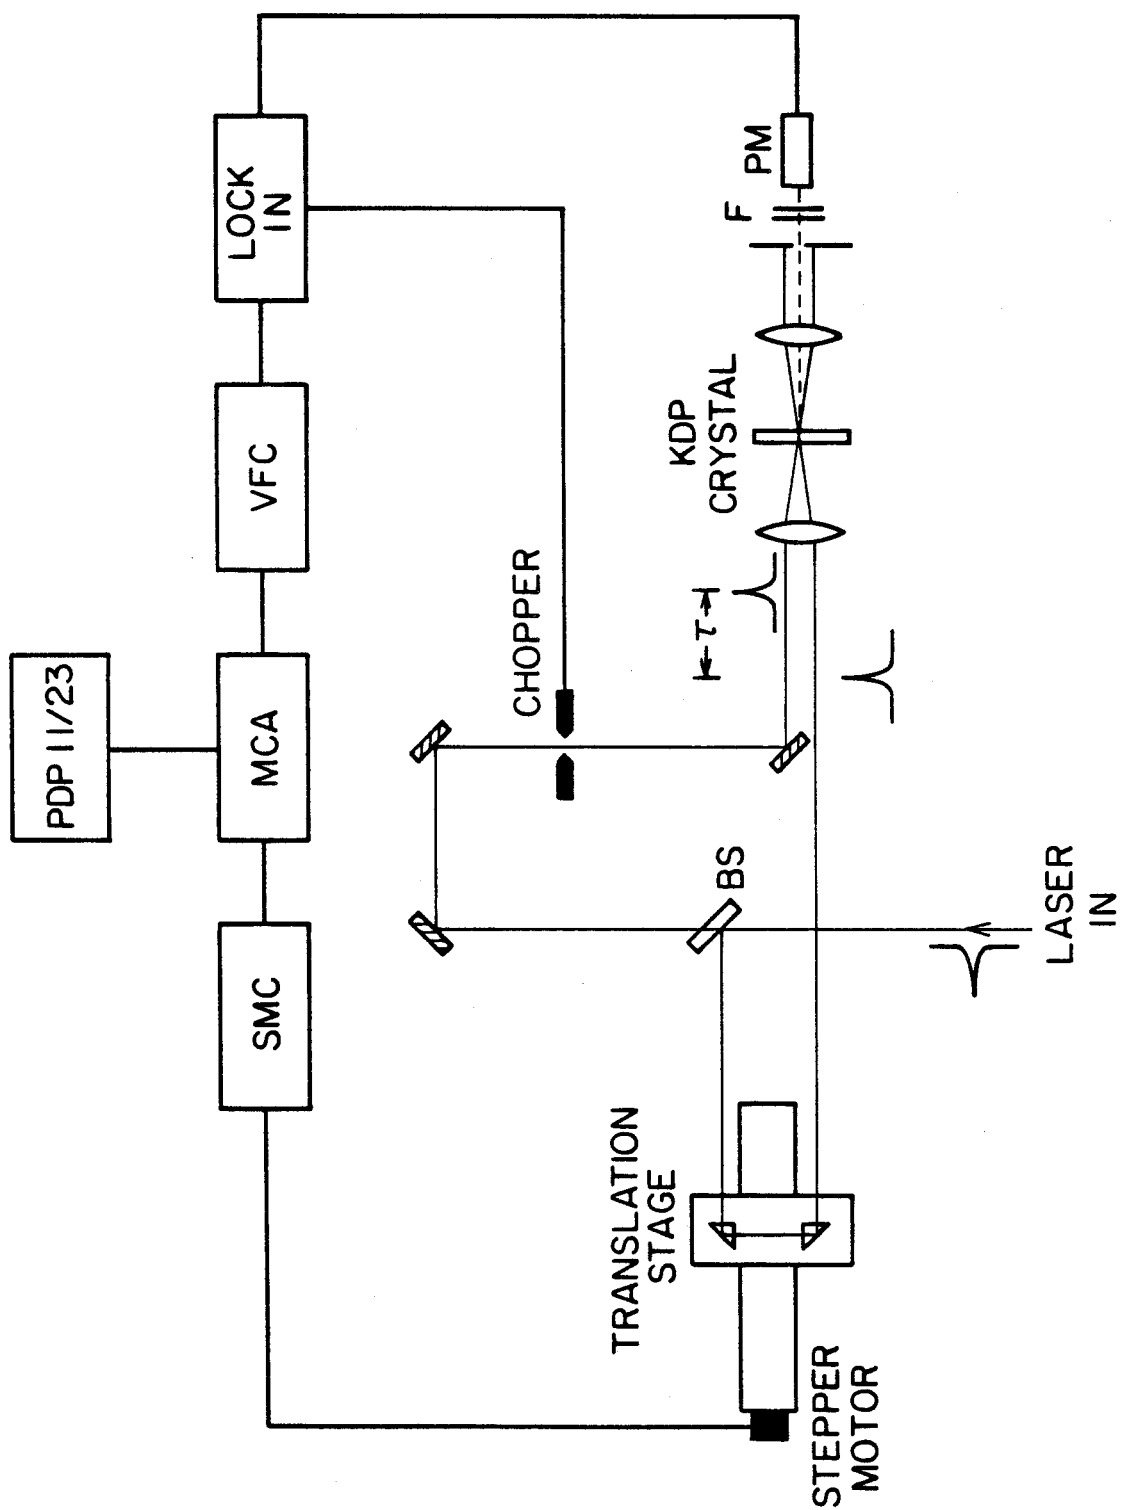 PDP 11/23
SMC
MCA
VFC
LOCK
IN
CHOPPER
TRANSLATION
STAGE
BS
τ
KDP
CRYSTAL
F
PM
STEPPER
MOTOR
LASER
IN